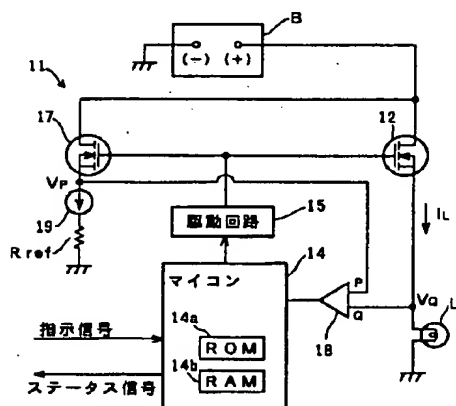 B
(-) (+)
11
17
12
VP
19
Rref
駆動回路
15
IL
マイコン
14
14a
ROM
14b
RAM
P
Q
18
VQ
L
指示信号
ステータス信号